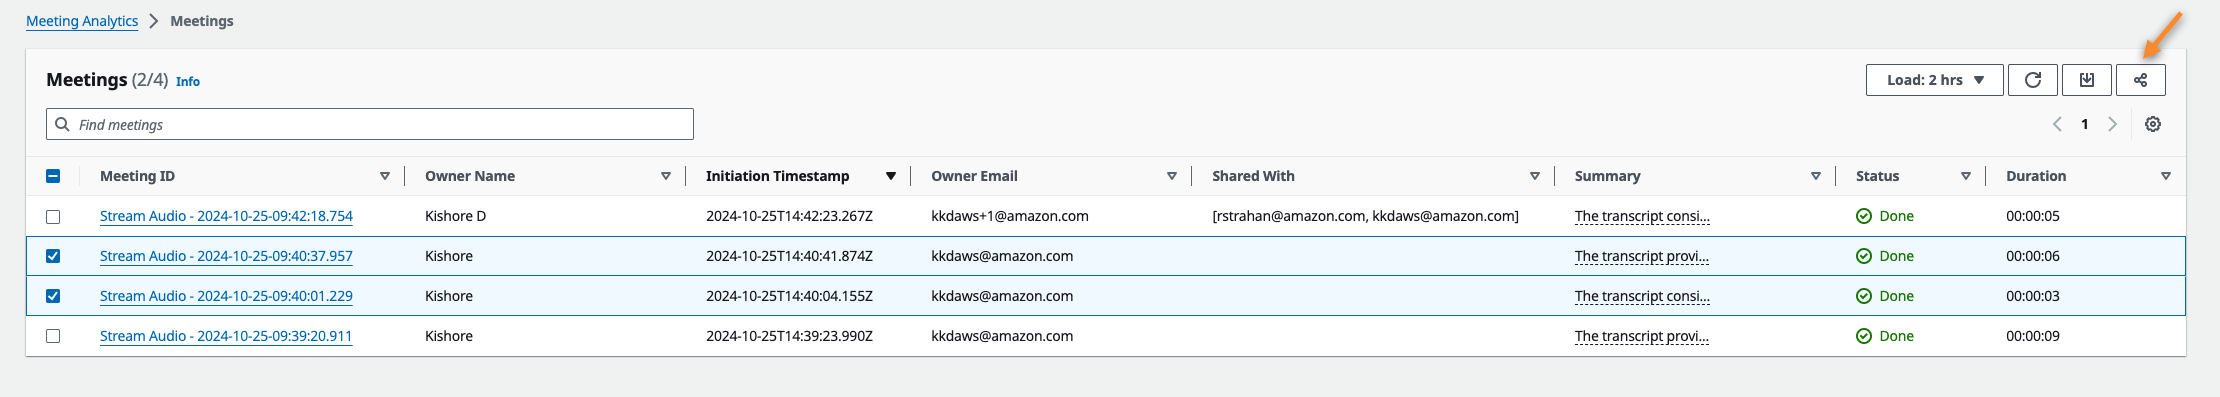 Meeting Analytics > Meetings
Meetings (2/4) Info
Load: 2 hrs
Find meetings
1
Meeting ID Owner Name Initiation Timestamp Owner Email Shared With Summary Status Duration
Stream Audio - 2024-10-25-09:42:18.754 Kishore D 2024-10-25T14:42:23.267Z kkdaws+1@amazon.com [rstrahan@amazon.com, kkdaws@amazon.com] The transcript consi... Done 00:00:05
Stream Audio - 2024-10-25-09:40:37.957 Kishore 2024-10-25T14:40:41.874Z kkdaws@amazon.com The transcript provi... Done 00:00:06
Stream Audio - 2024-10-25-09:40:01.229 Kishore 2024-10-25T14:40:04.155Z kkdaws@amazon.com The transcript consi... Done 00:00:03
Stream Audio - 2024-10-25-09:39:20.911 Kishore 2024-10-25T14:39:23.990Z kkdaws@amazon.com The transcript provi... Done 00:00:09